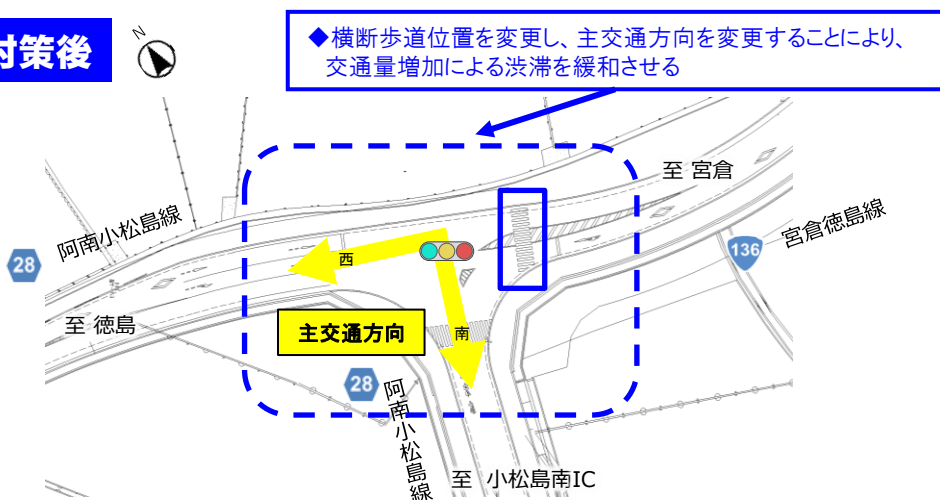 対策後
N
◆横断歩道位置を変更し、主交通方向を変更することにより、
交通量増加による渋滞を緩和させる
至 宮倉
阿南小松島線
宮倉徳島線
28
136
西
至 徳島
主交通方向
南
28
阿南小松島線
至 小松島南IC